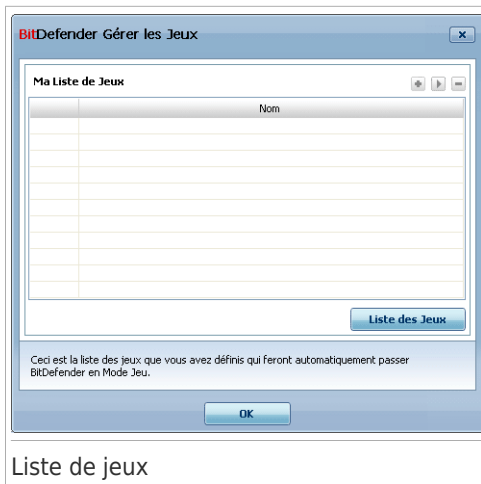 BitDefender Gérer les Jeux
Ma Liste de Jeux
Nom
Liste des Jeux
Ceci est la liste des jeux que vous avez définis qui feront automatiquement passer
BitDefender en Mode Jeu.
OK
Liste de jeux